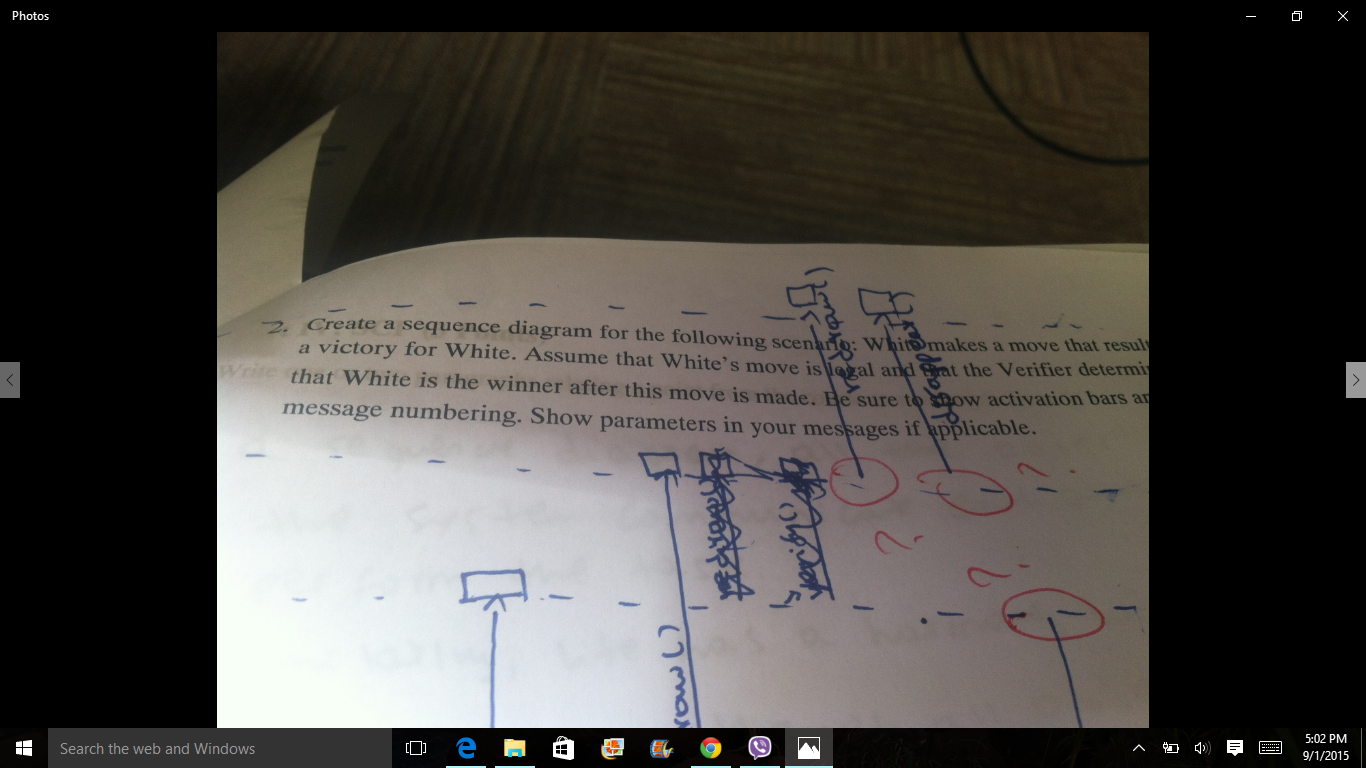 Photos
2. Create a sequence diagram for the following scenario: White makes a move that result
a victory for White. Assume that White's move is legal and that the Verifier determi
that White is the winner after this move is made. Be sure to show activation bars a
message numbering. Show parameters in your messages if applicable.
?
?
?
row()
Search the web and Windows
5:02 PM
9/1/2015